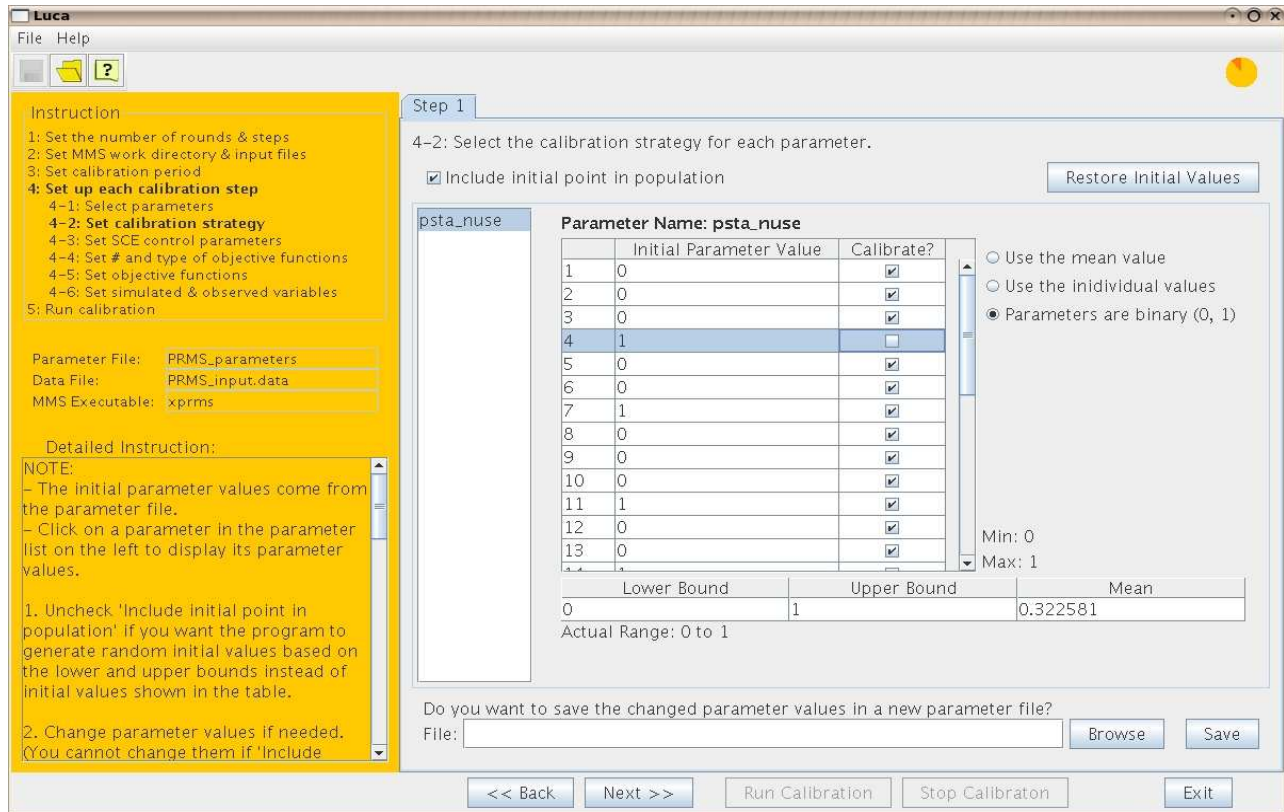 Luca
File Help
?
Instruction
1: Set the number of rounds & steps
2: Set MMS work directory & input files
3: Set calibration period
4: Set up each calibration step
4-1: Select parameters
4-2: Set calibration strategy
4-3: Set SCE control parameters
4-4: Set # and type of objective functions
4-5: Set objective functions
4-6: Set simulated & observed variables
5: Run calibration
Parameter File: PRMS_parameters
Data File: PRMS_input.data
MMS Executable: xprms
Detailed Instruction:
NOTE:
- The initial parameter values come from
the parameter file.
- Click on a parameter in the parameter
list on the left to display its parameter
values.
1. Uncheck 'Include initial point in
population' if you want the program to
generate random initial values based on
the lower and upper bounds instead of
initial values shown in the table.
2. Change parameter values if needed.
(You cannot change them if 'Include
Step 1
4-2: Select the calibration strategy for each parameter.
Include initial point in population
Restore Initial Values
psta_nuse
Parameter Name: psta_nuse
Initial Parameter Value Calibrate?
1 0
2 0
3 0
4 1
5 0
6 0
7 1
8 0
9 0
10 0
11 1
12 0
13 0
Use the mean value
Use the inidividual values
Parameters are binary (0, 1)
Min: 0
Max: 1
Lower Bound Upper Bound Mean
0 1 0.322581
Actual Range: 0 to 1
Do you want to save the changed parameter values in a new parameter file?
File: Browse Save
<< Back Next >> Run Calibration Stop Calibraton Exit